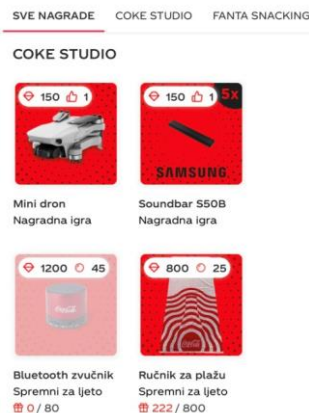 SVE NAGRADE COKE STUDIO FANTA SNACKING
COKE STUDIO
150 1
150 1 5x
SAMSUNG
Mini dron
Nagradna igra
Soundbar S50B
Nagradna igra
1200 45
800 25
Coca-Cola
Bluetooth zvučnik
Spremni za ljeto
0 / 80
Ručnik za plažu
Spremni za ljeto
222 / 800